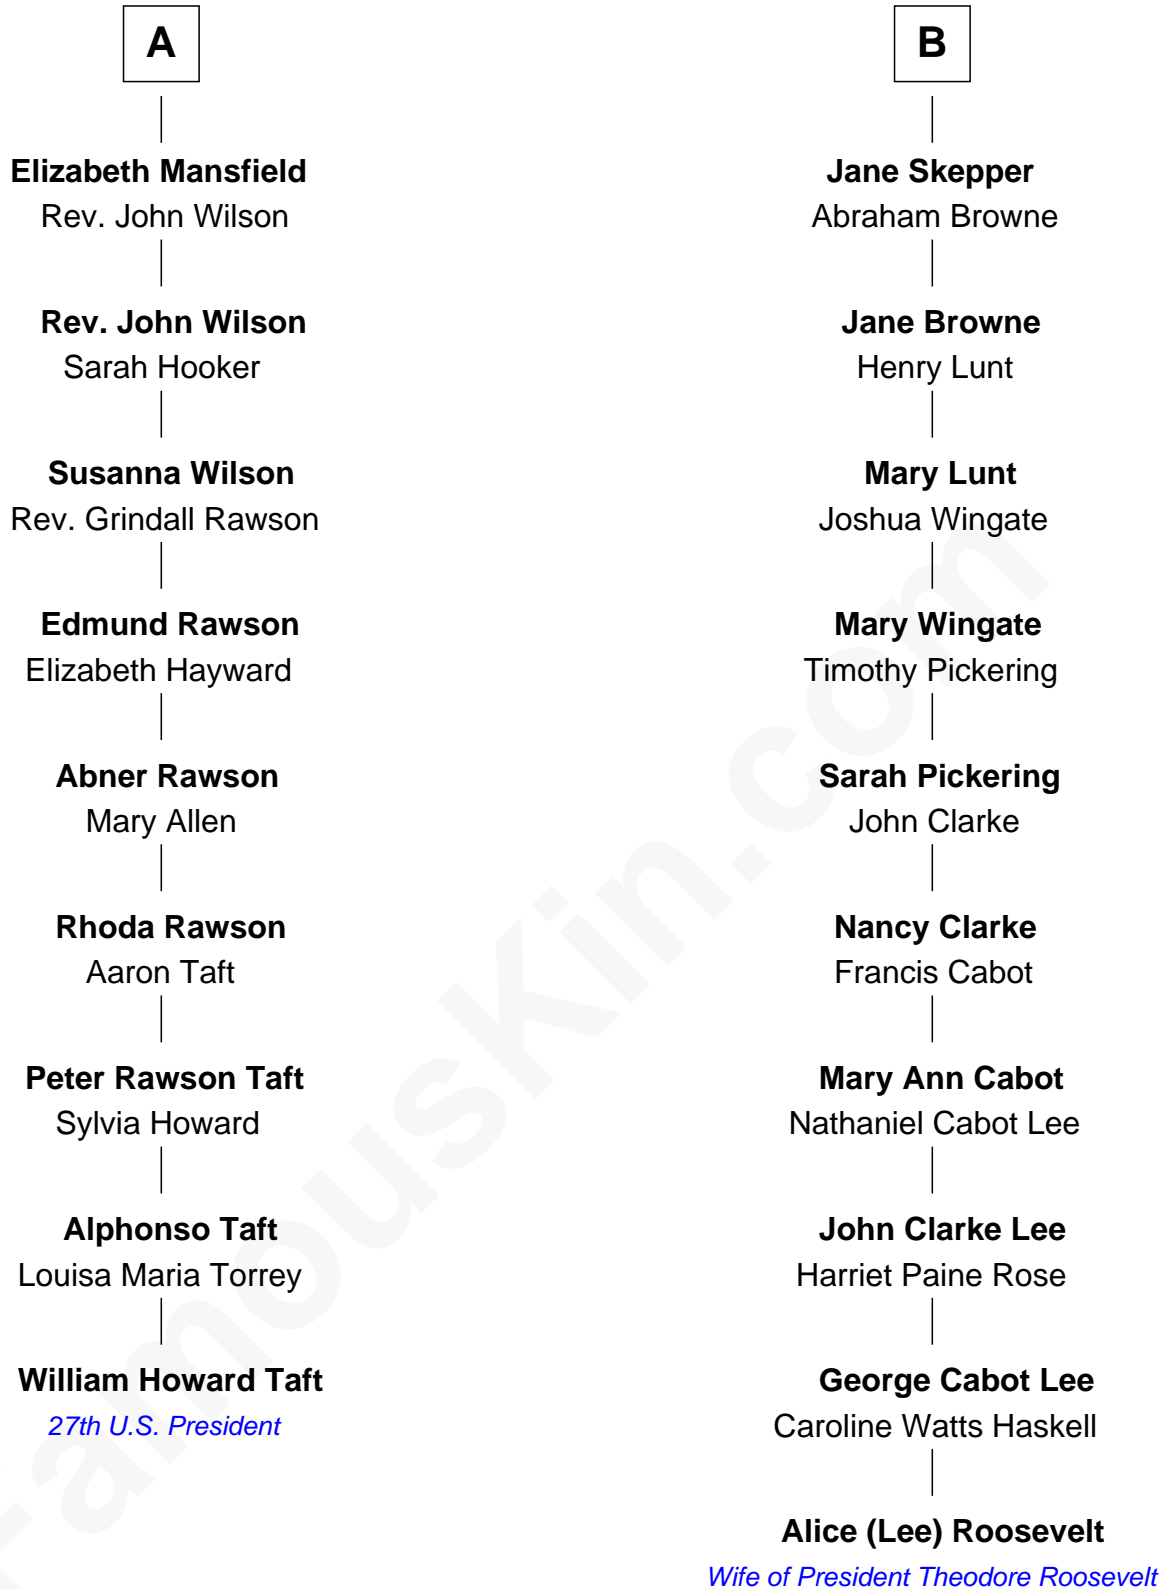 A
Elizabeth Mansfield
Rev. John Wilson
Rev. John Wilson
Sarah Hooker
Susanna Wilson
Rev. Grindall Rawson
Edmund Rawson
Elizabeth Hayward
Abner Rawson
Mary Allen
Rhoda Rawson
Aaron Taft
Peter Rawson Taft
Sylvia Howard
Alphonso Taft
Louisa Maria Torrey
William Howard Taft
27th U.S. President
B
Jane Skepper
Abraham Browne
Jane Browne
Henry Lunt
Mary Lunt
Joshua Wingate
Mary Wingate
Timothy Pickering
Sarah Pickering
John Clarke
Nancy Clarke
Francis Cabot
Mary Ann Cabot
Nathaniel Cabot Lee
John Clarke Lee
Harriet Paine Rose
George Cabot Lee
Caroline Watts Haskell
Alice (Lee) Roosevelt
Wife of President Theodore Roosevelt
FamousKin.com